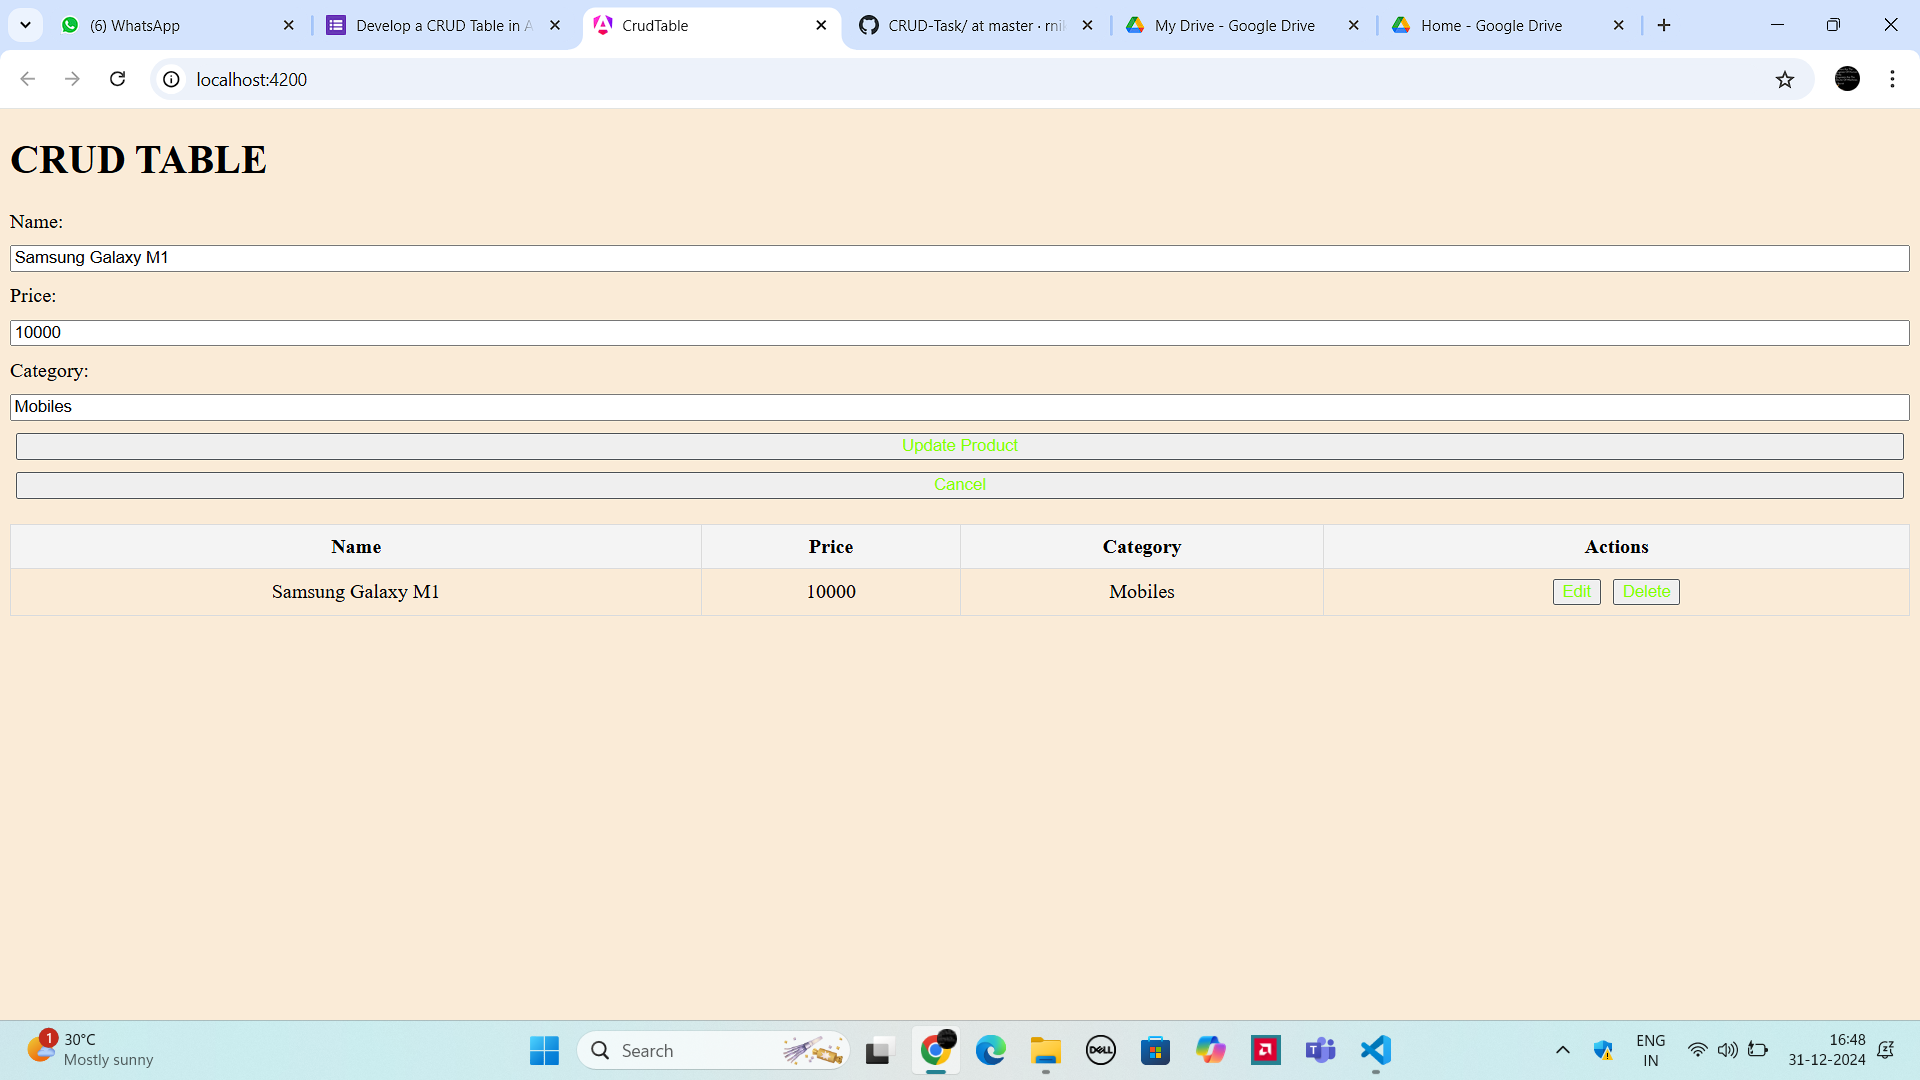 (6) WhatsApp
Develop a CRUD Table in A
CrudTable
CRUD-Task/ at master · rnik
My Drive - Google Drive
Home - Google Drive
localhost:4200
CRUD TABLE
Name:
Samsung Galaxy M1
Price:
10000
Category:
Mobiles
Update Product
Cancel
Name Price Category Actions
Samsung Galaxy M1 10000 Mobiles Edit Delete
1
30°C
Mostly sunny
Search
DELL
ENG
IN
16:48
31-12-2024